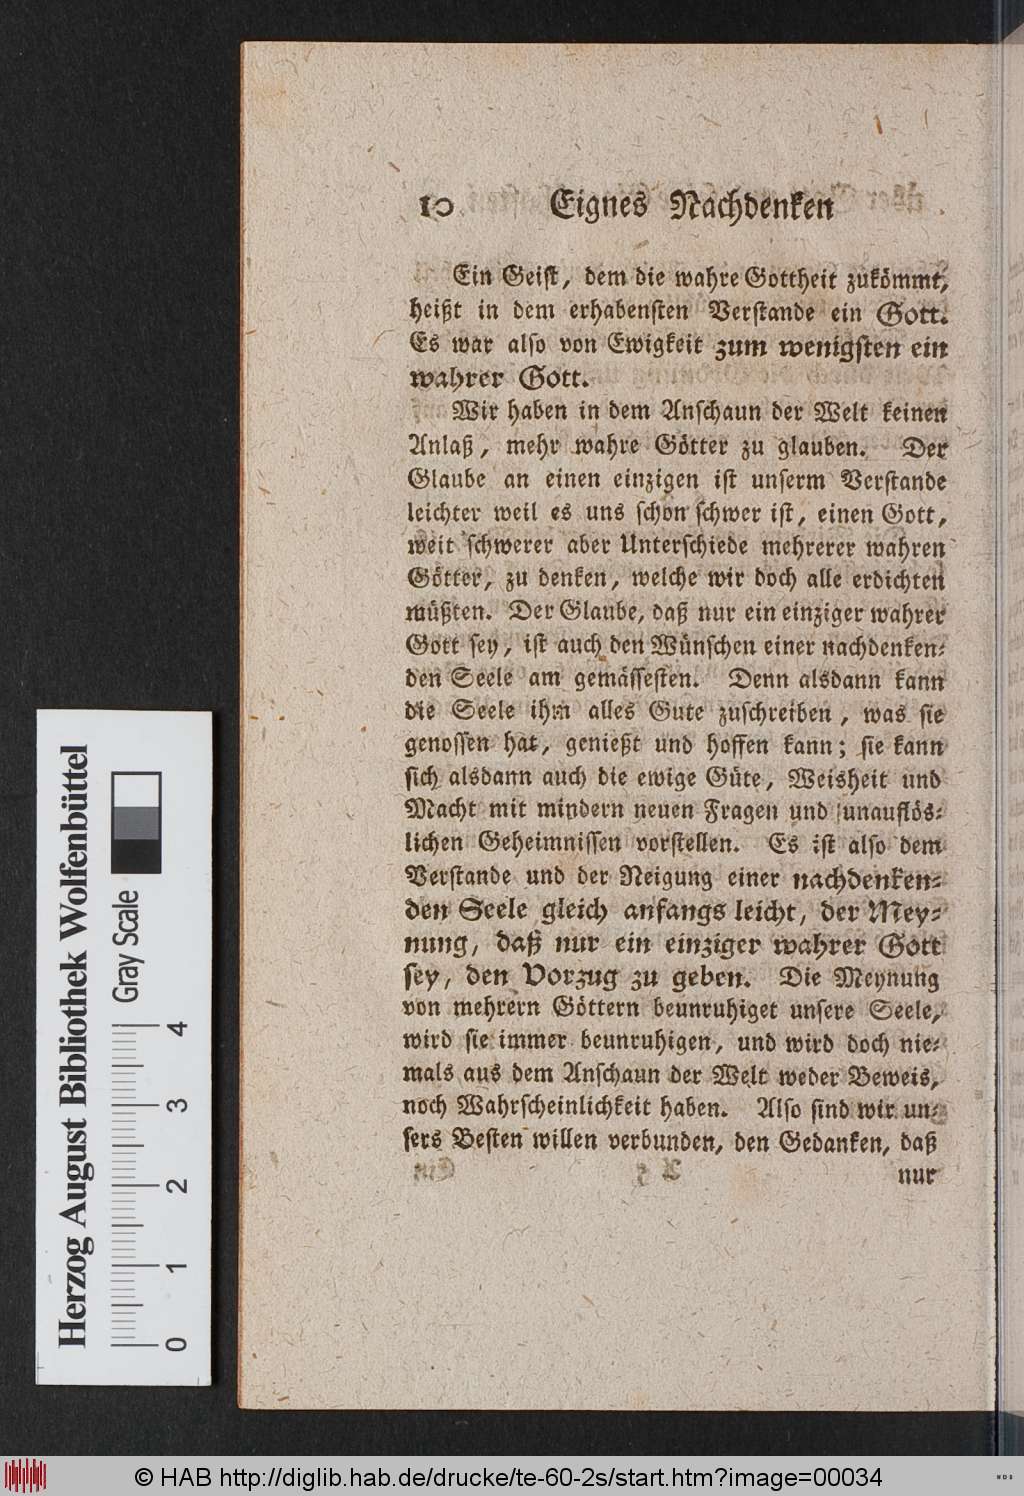 10 Eignes Nachdenken
Ein Geist, dem die wahre Gottheit zukömmt,
heißt in dem erhabensten Verstande ein Gott.
Es war also von Ewigkeit zum wenigsten ein
wahrer Gott.
Wir haben in dem Anschaun der Welt keinen
Anlaß, mehr wahre Götter zu glauben. Der
Glaube an einen einzigen ist unserm Verstande
leichter weil es uns schon schwer ist, einen Gott,
weit schwerer aber Unterschiede mehrerer wahren
Götter, zu denken, welche wir doch alle erdichten
müßten. Der Glaube, daß nur ein einziger wahrer
Gott sey, ist auch den Wünschen einer nachdenken-
den Seele am gemässesten. Denn alsdann kann
die Seele ihm alles Gute zuschreiben, was sie
genossen hat, genießt und hoffen kann; sie kann
sich alsdann auch die ewige Güte, Weisheit und
Macht mit mindern neuen Fragen und unauflös-
lichen Geheimnissen vorstellen. Es ist also dem
Verstande und der Neigung einer nachdenken-
den Seele gleich anfangs leicht, der Mey-
nung, daß nur ein einziger wahrer Gott
sey, den Vorzug zu geben. Die Meynung
von mehrern Göttern beunruhiget unsere Seele,
wird sie immer beunruhigen, und wird doch nie-
mals aus dem Anschaun der Welt weder Beweis,
noch Wahrscheinlichkeit haben. Also sind wir un-
sers Besten willen verbunden, den Gedanken, daß
nur
Herzog August Bibliothek Wolfenbüttel
Gray Scale
0 1 2 3 4
© HAB http://diglib.hab.de/drucke/te-60-2s/start.htm?image=00034